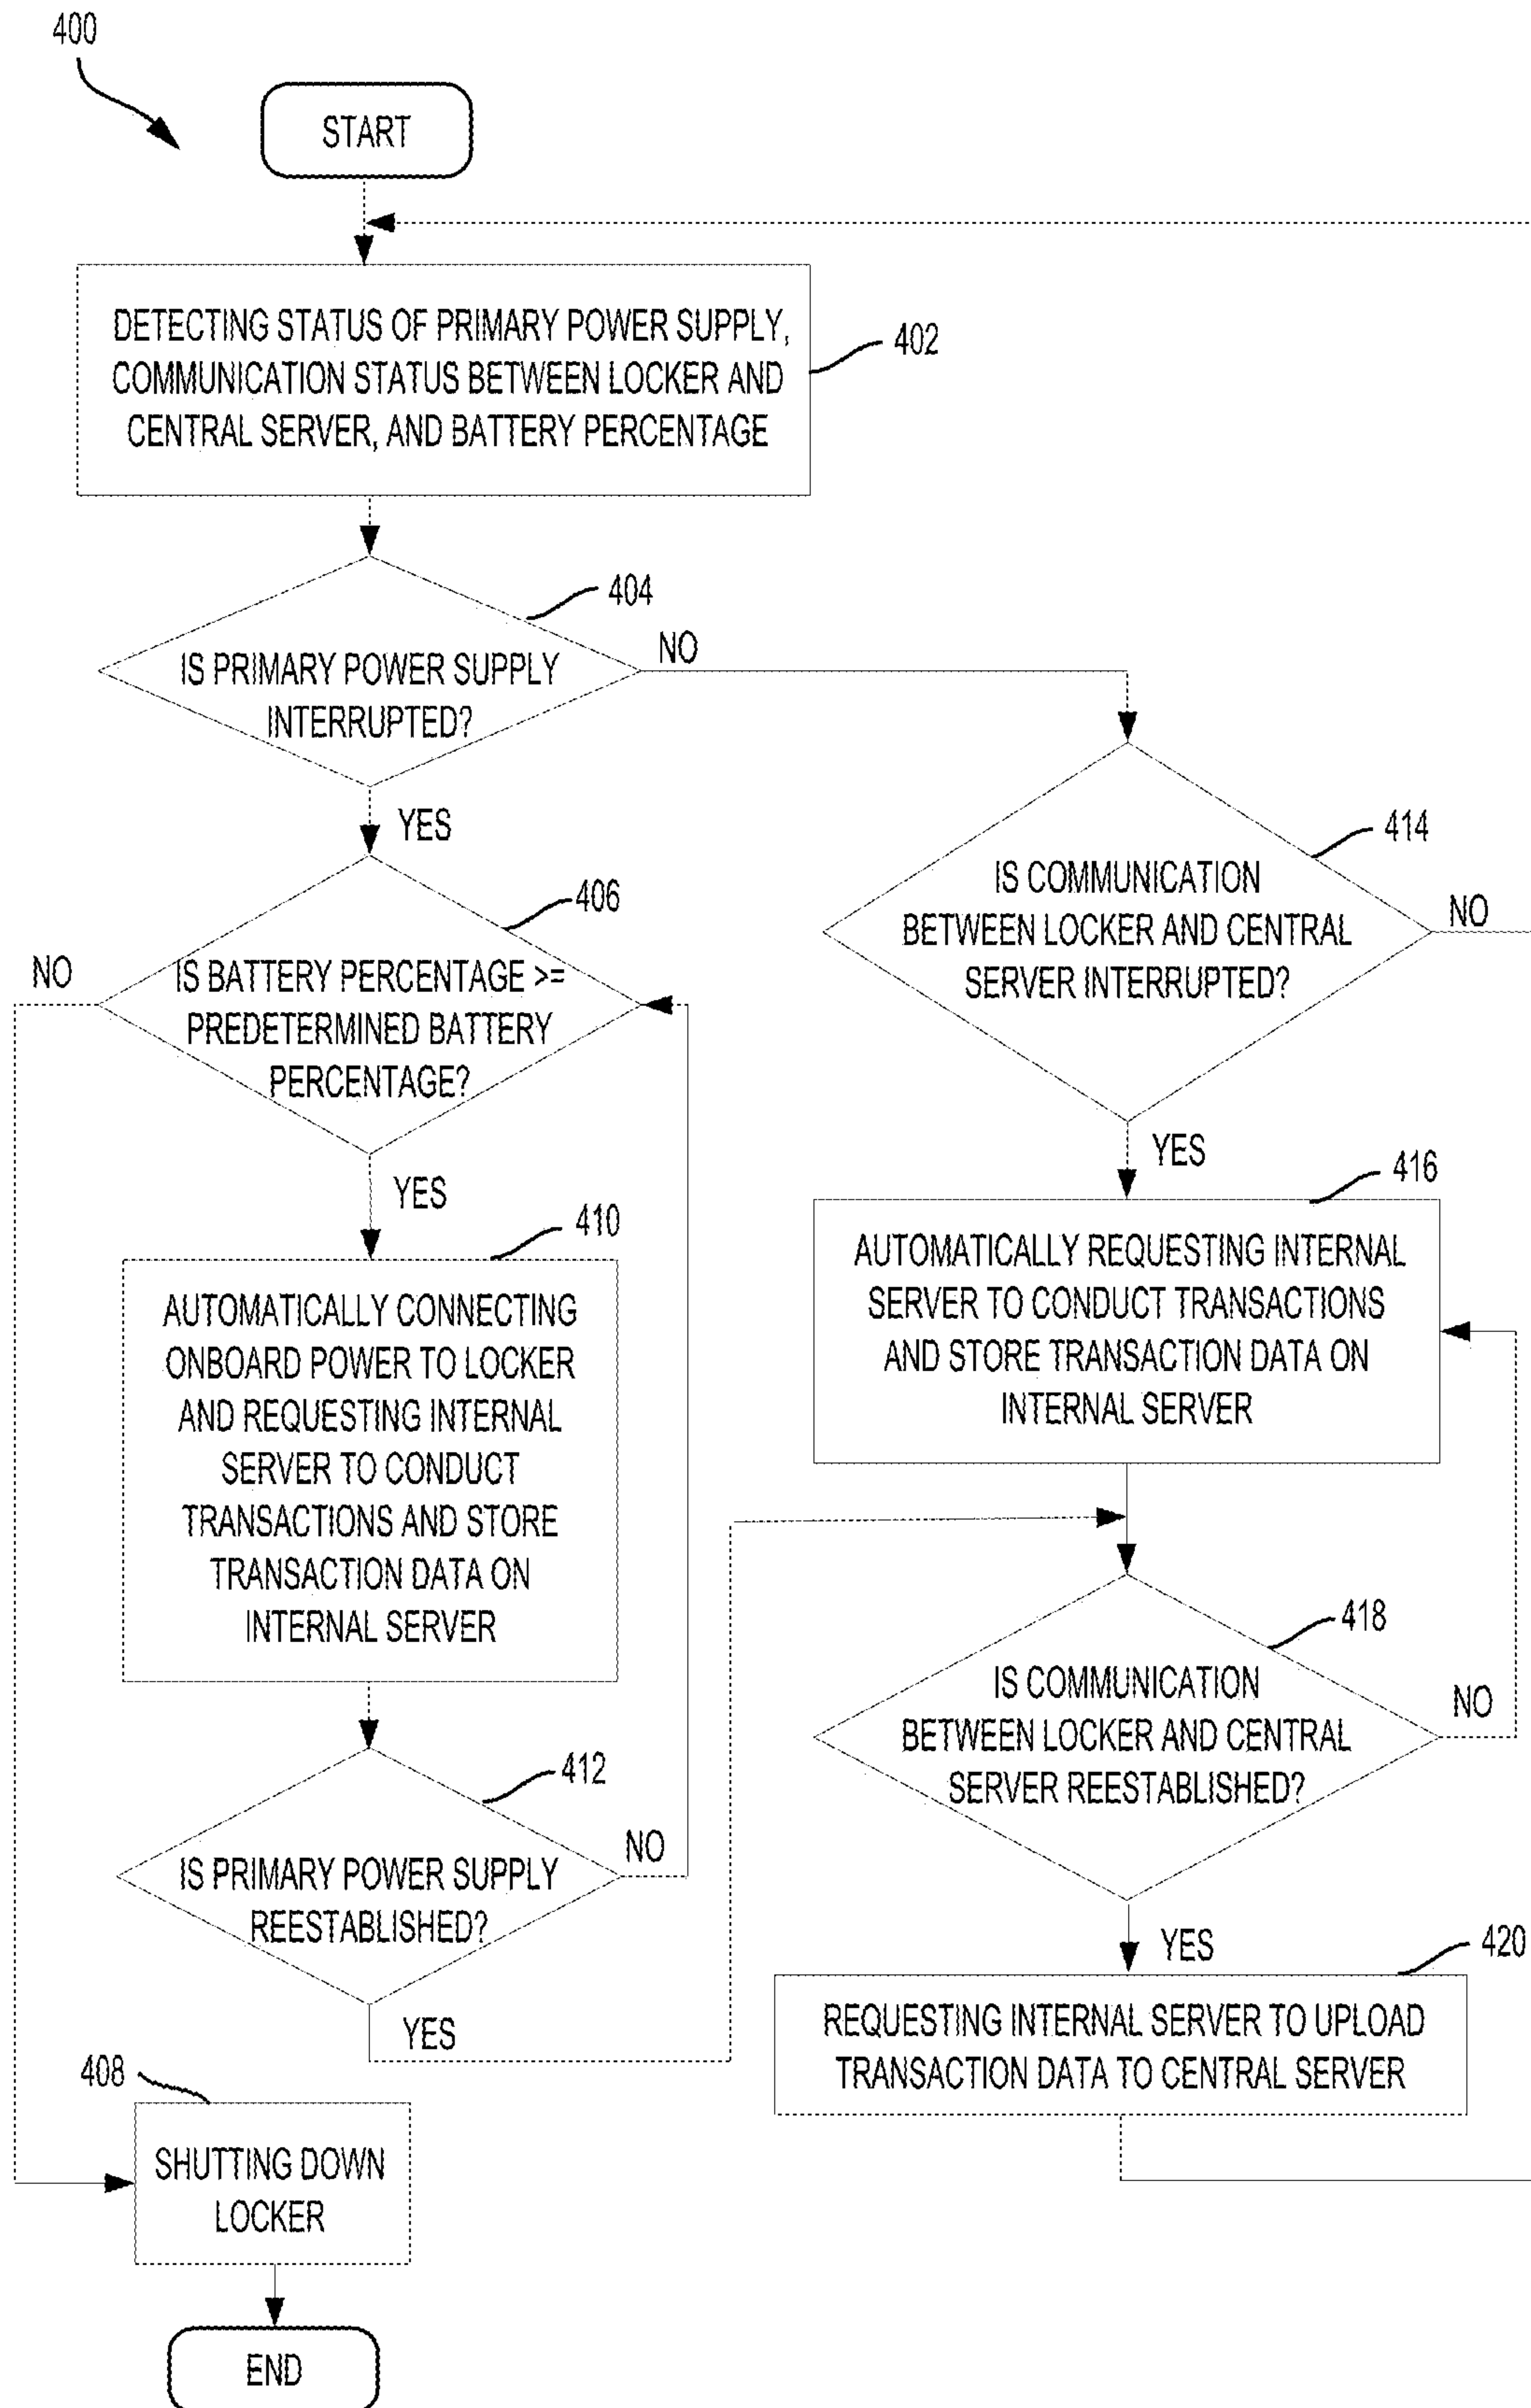 400
START
DETECTING STATUS OF PRIMARY POWER SUPPLY,
COMMUNICATION STATUS BETWEEN LOCKER AND
CENTRAL SERVER, AND BATTERY PERCENTAGE
402
404
IS PRIMARY POWER SUPPLY
INTERRUPTED?
NO
YES
406
IS BATTERY PERCENTAGE >=
PREDETERMINED BATTERY
PERCENTAGE?
NO
YES
410
AUTOMATICALLY CONNECTING
ONBOARD POWER TO LOCKER
AND REQUESTING INTERNAL
SERVER TO CONDUCT
TRANSACTIONS AND STORE
TRANSACTION DATA ON
INTERNAL SERVER
412
IS PRIMARY POWER SUPPLY
REESTABLISHED?
NO
YES
408
SHUTTING DOWN
LOCKER
END
414
IS COMMUNICATION
BETWEEN LOCKER AND CENTRAL
SERVER INTERRUPTED?
NO
YES
416
AUTOMATICALLY REQUESTING INTERNAL
SERVER TO CONDUCT TRANSACTIONS
AND STORE TRANSACTION DATA ON
INTERNAL SERVER
418
IS COMMUNICATION
BETWEEN LOCKER AND CENTRAL
SERVER REESTABLISHED?
NO
YES
420
REQUESTING INTERNAL SERVER TO UPLOAD
TRANSACTION DATA TO CENTRAL SERVER